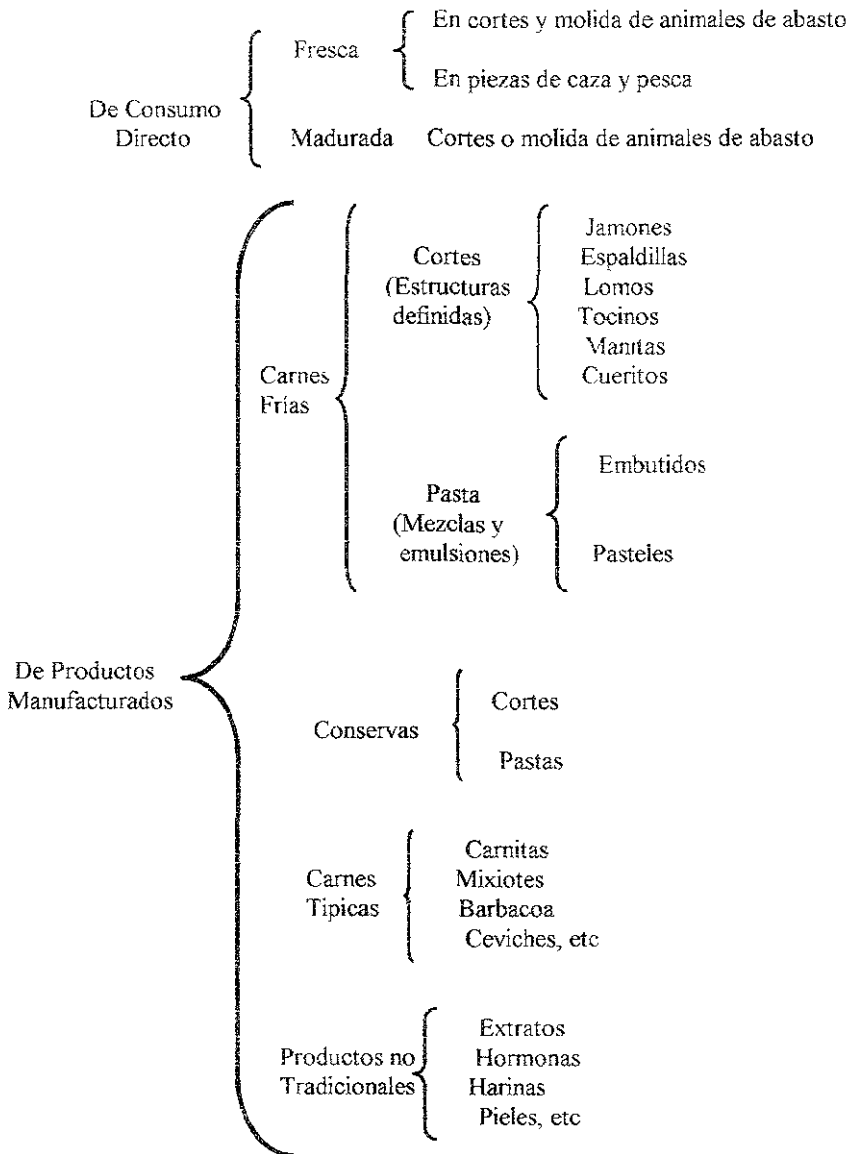 En cortes y molida de animales de abasto
Fresca
En piezas de caza y pesca
De Consumo
Directo
Madurada Cortes o molida de animales de abasto
Jamones
Cortes
Espaldillas
(Estructuras
Lomos
definidas)
Tocinos
Manitas
Carnes
Cueritos
Frías
Embutidos
Pasta
(Mezclas y
emulsiones)
Pasteles
De Productos
Manufacturados
Cortes
Conservas
Pastas
Carnitas
Carnes
Mixiotes
Tipicas
Barbacoa
Ceviches, etc
Extratos
Productos no
Hormonas
Tradicionales
Harinas
Pieles, etc